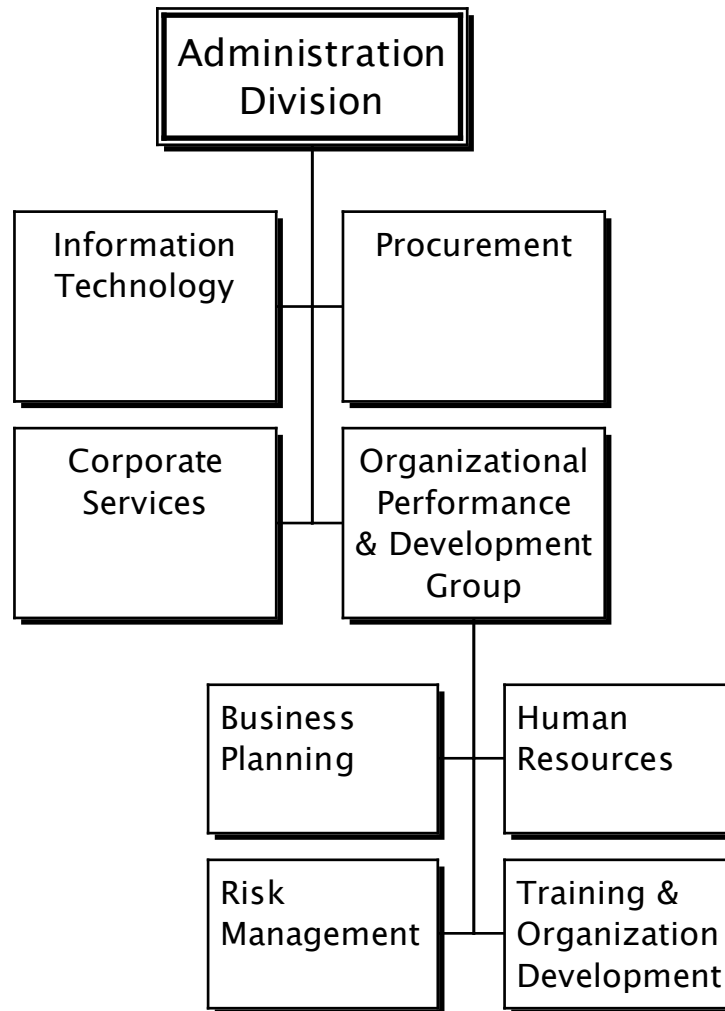 Administration
Division
Information
Technology
Procurement
Corporate
Services
Organizational
Performance
& Development
Group
Business
Planning
Human
Resources
Risk
Management
Training &
Organization
Development